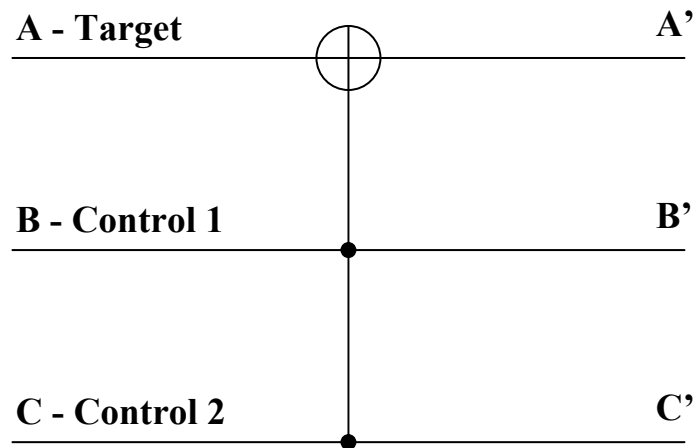 A - Target A’
B - Control 1 B’
C - Control 2 C’